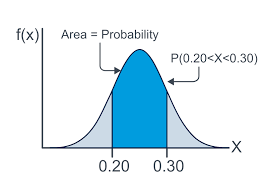 f(x)
Area = Probability
P(0.20<X<0.30)
X
0.20
0.30